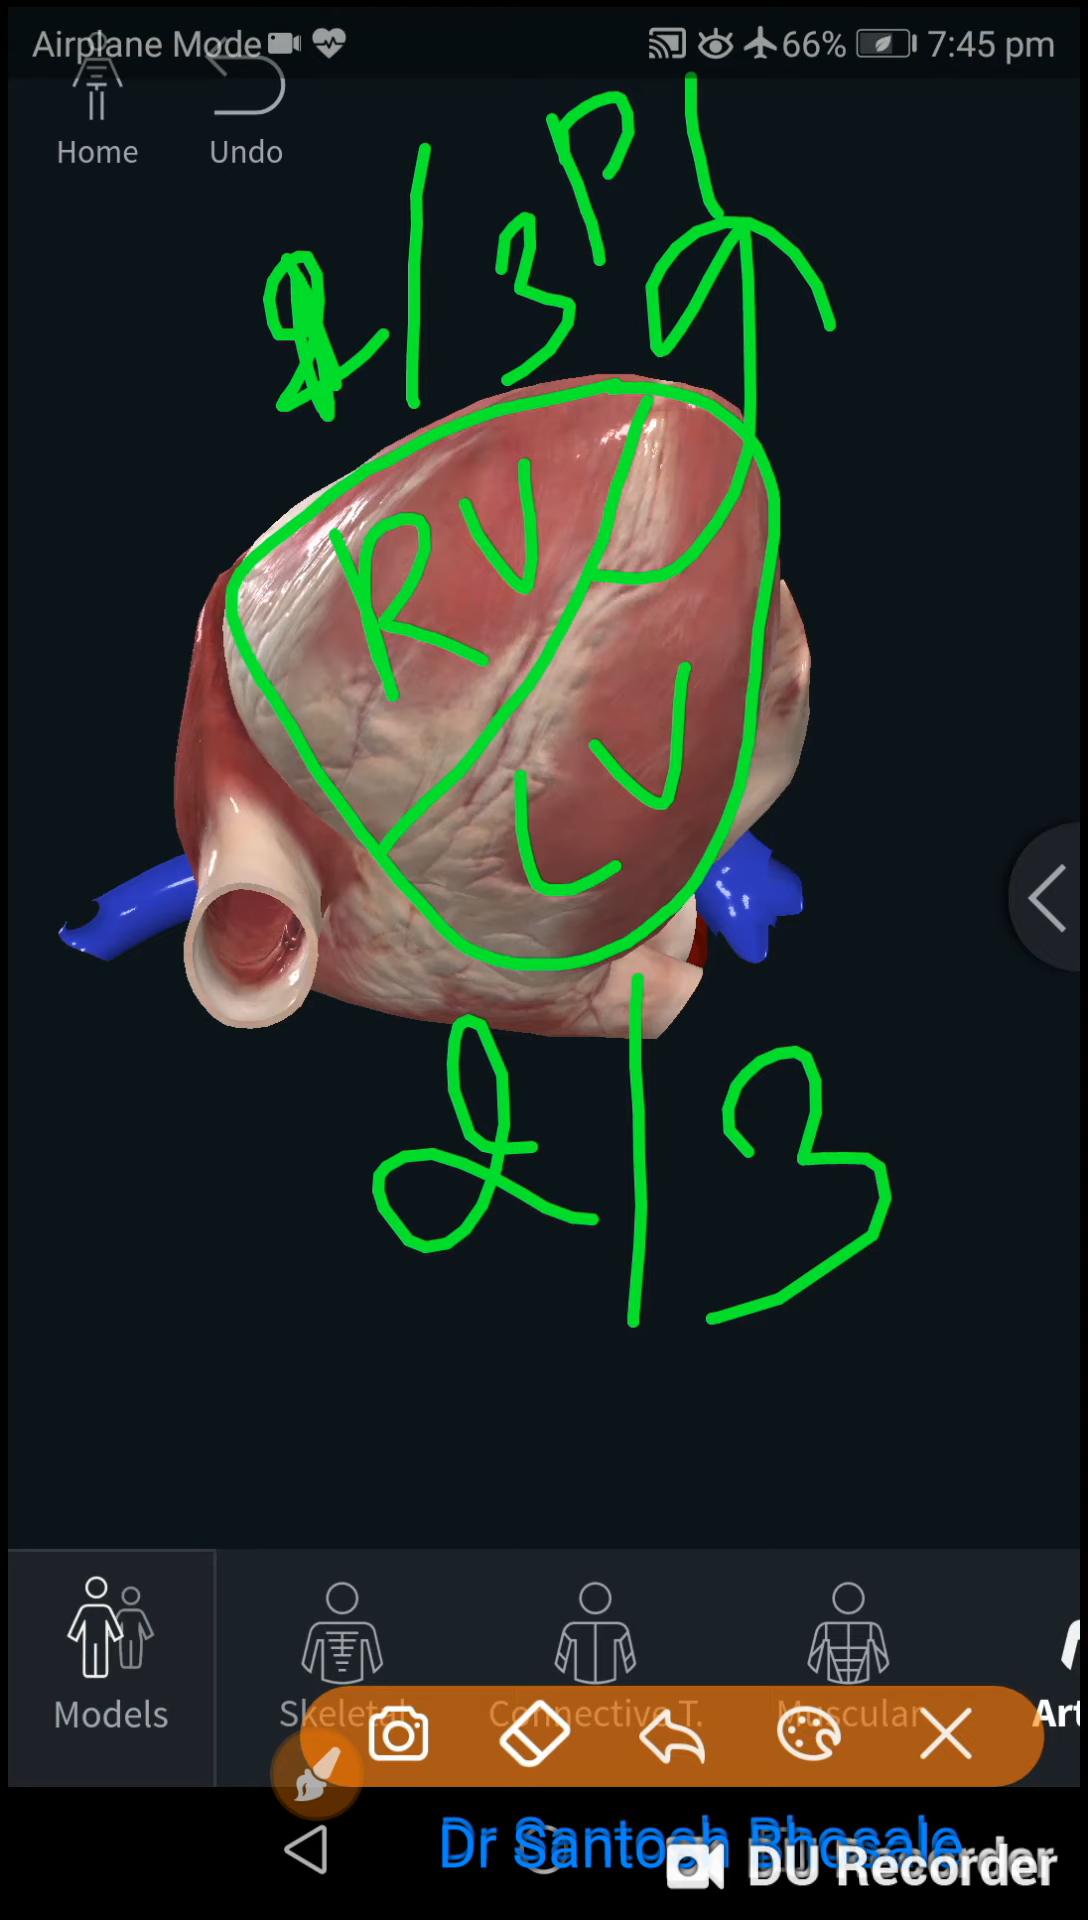 Airplane Mode 66% 7:45 pm
Home Undo
1/3 P
RV
LV
2/3
Models Skeletal Connective T. Muscular Art
Dr Santosh Bhosale
DU Recorder